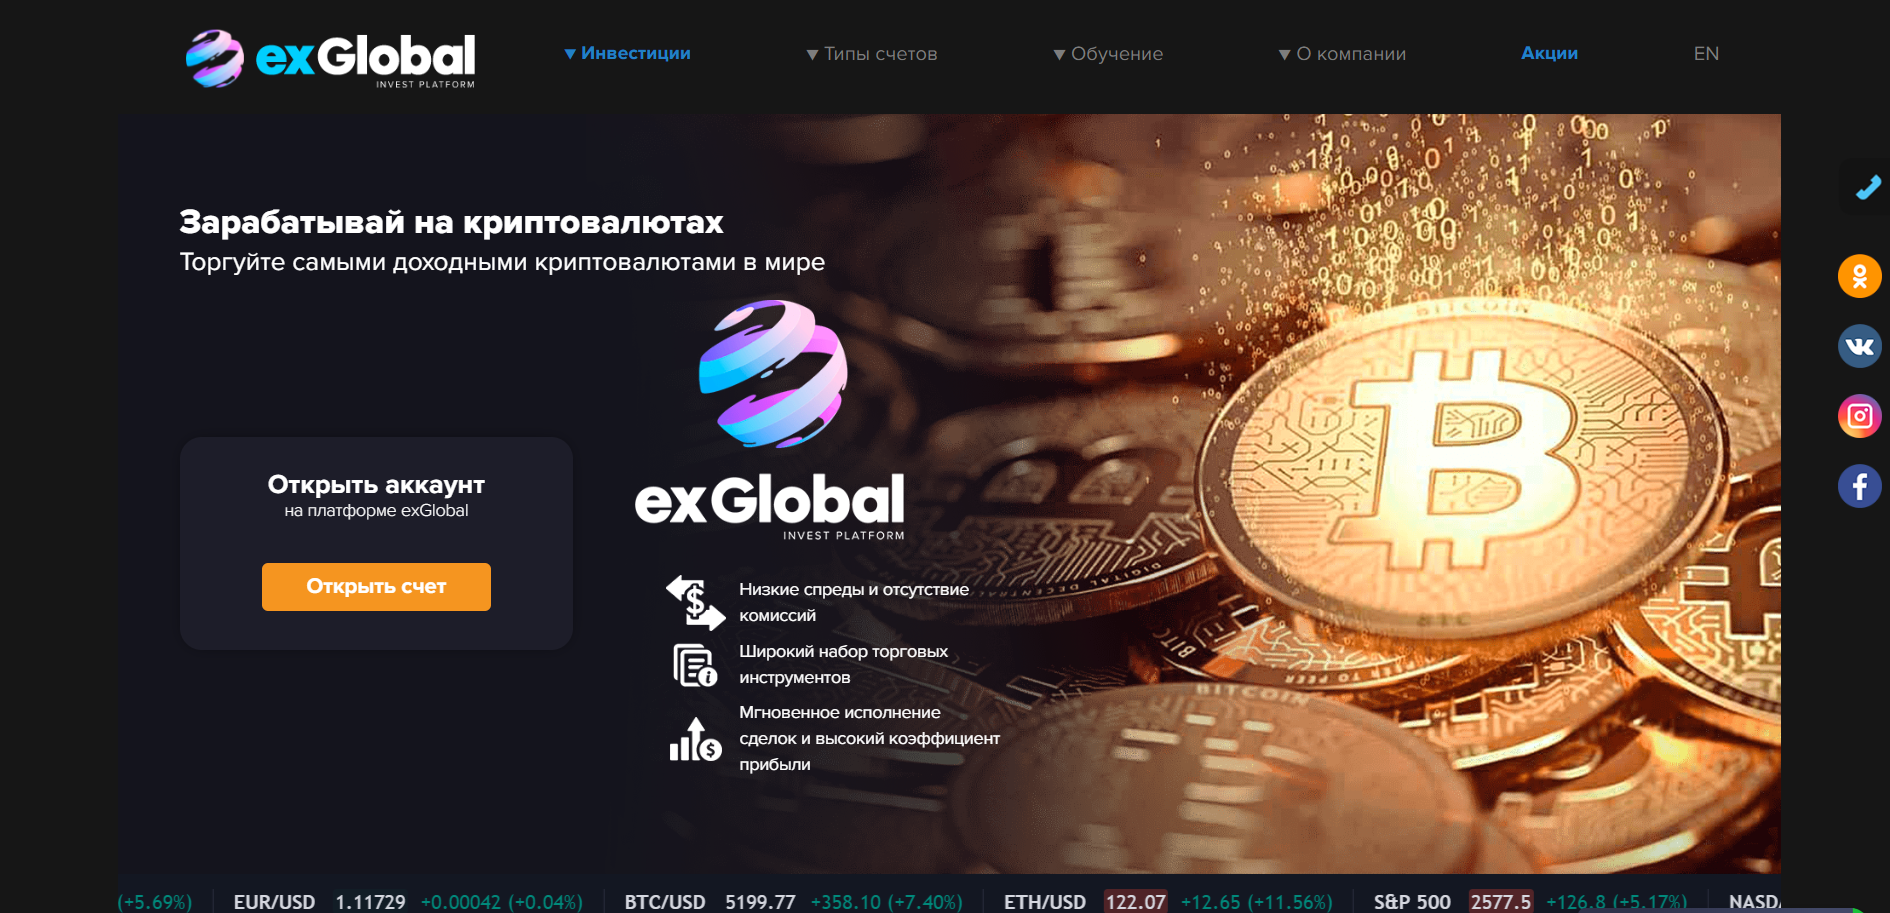 exGlobal
INVEST PLATFORM
▼ Инвестиции
▼ Типы счетов
▼ Обучение
▼ О компании
Акции
EN
Зарабатывай на криптовалютах
Торгуйте самыми доходными криптовалютами в мире
Открыть аккаунт
на платформе exGlobal
Открыть счет
exGlobal
INVEST PLATFORM
Низкие спреды и отсутствие
комиссий
Широкий набор торговых
инструментов
Мгновенное исполнение
сделок и высокий коэффициент
прибыли
BITCOIN
(+5.69%) EUR/USD 1.11729 +0.00042 (+0.04%) BTC/USD 5199.77 +358.10 (+7.40%) ETH/USD 122.07 +12.65 (+11.56%) S&P 500 2577.5 +126.8 (+5.17%)